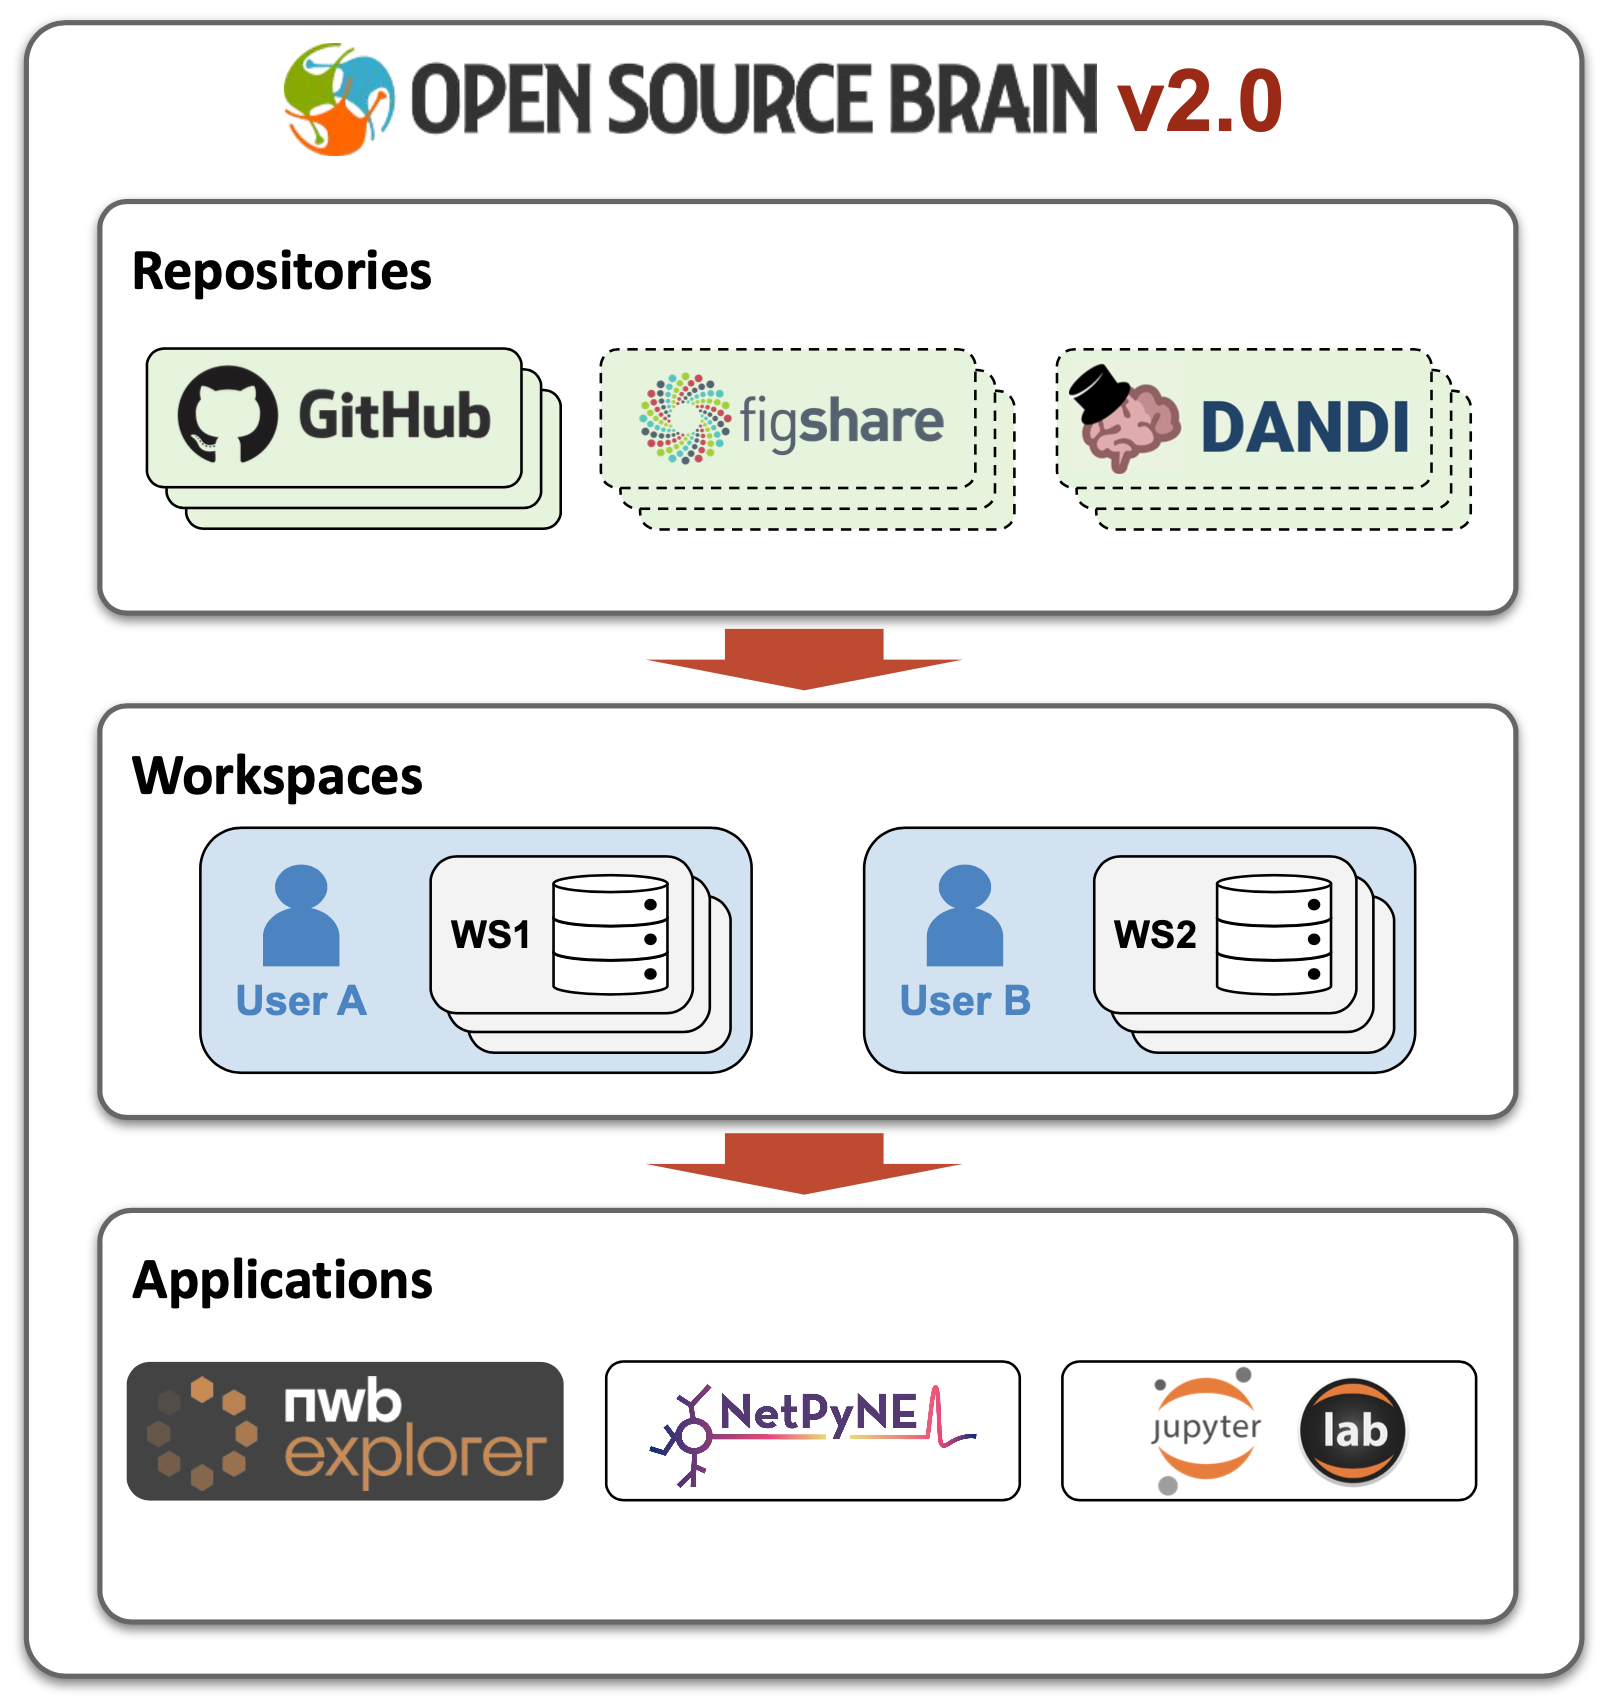 OPEN SOURCE BRAIN v2.0
Repositories
GitHub
figshare
DANDI
Workspaces
WS1
User A
WS2
User B
Applications
nwb
explorer
NetPyNE
jupyter
lab